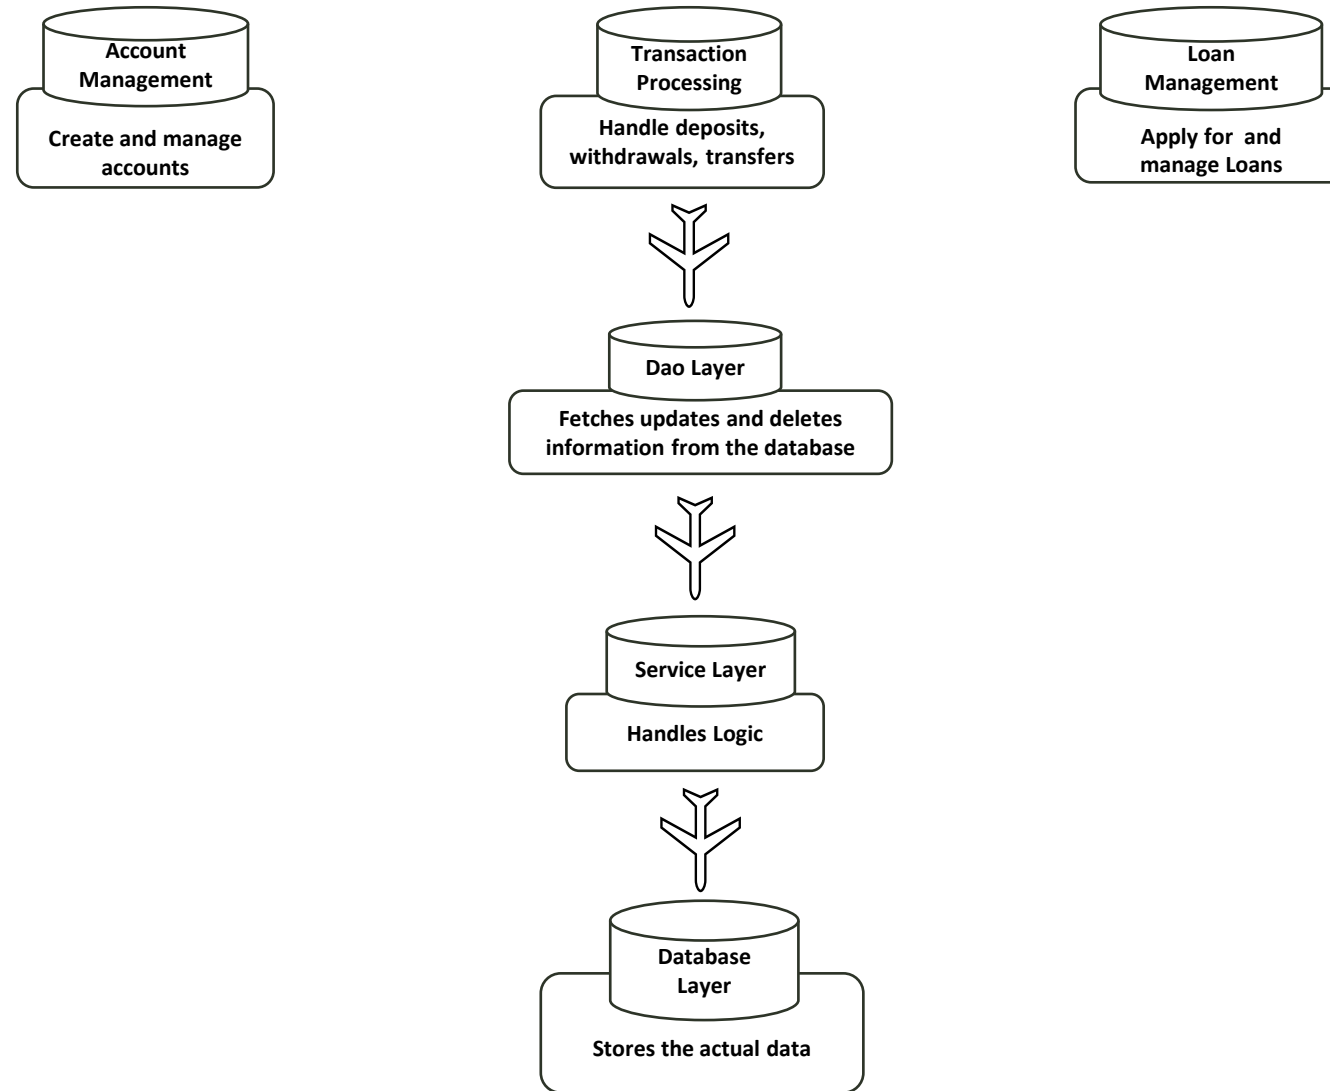 Account
Management
Create and manage
accounts
Transaction
Processing
Handle deposits,
withdrawals, transfers
Loan
Management
Apply for  and
manage Loans
Dao Layer
Fetches updates and deletes
information from the database
Service Layer
Handles Logic
Database
Layer
Stores the actual data